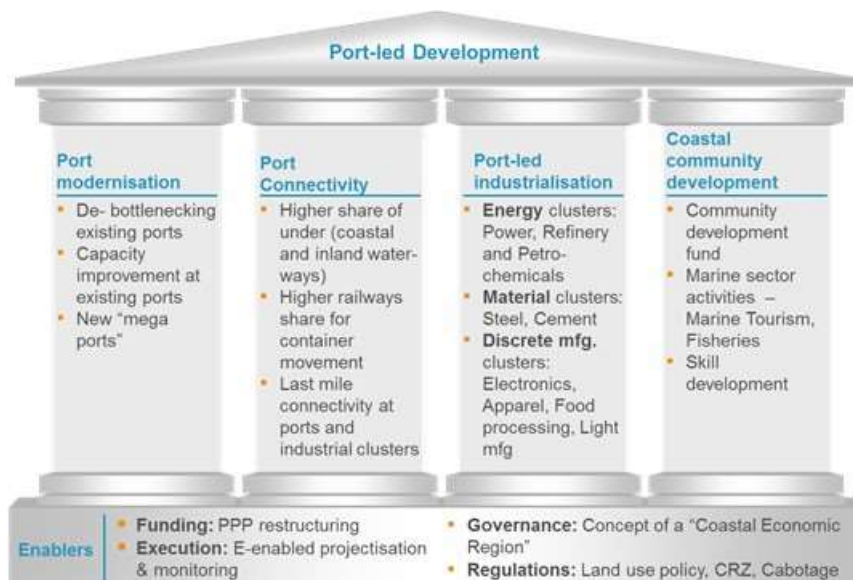 Port-led Development
Port
modernisation
De- bottlenecking
existing ports
Capacity
improvement at
existing ports
New “mega
ports”
Port
Connectivity
Higher share of
under (coastal
and inland water-
ways)
Higher railways
share for
container
movement
Last mile
connectivity at
ports and
industrial clusters
Port-led
industrialisation
Energy clusters:
Power, Refinery
and Petro-
chemicals
Material clusters:
Steel, Cement
Discrete mfg.
clusters:
Electronics,
Apparel, Food
processing, Light
mfg
Coastal
community
development
Community
development
fund
Marine sector
activities –
Marine Tourism,
Fisheries
Skill
development
Enablers
Funding: PPP restructuring
Execution: E-enabled projectisation
& monitoring
Governance: Concept of a “Coastal Economic
Region”
Regulations: Land use policy, CRZ, Cabotage